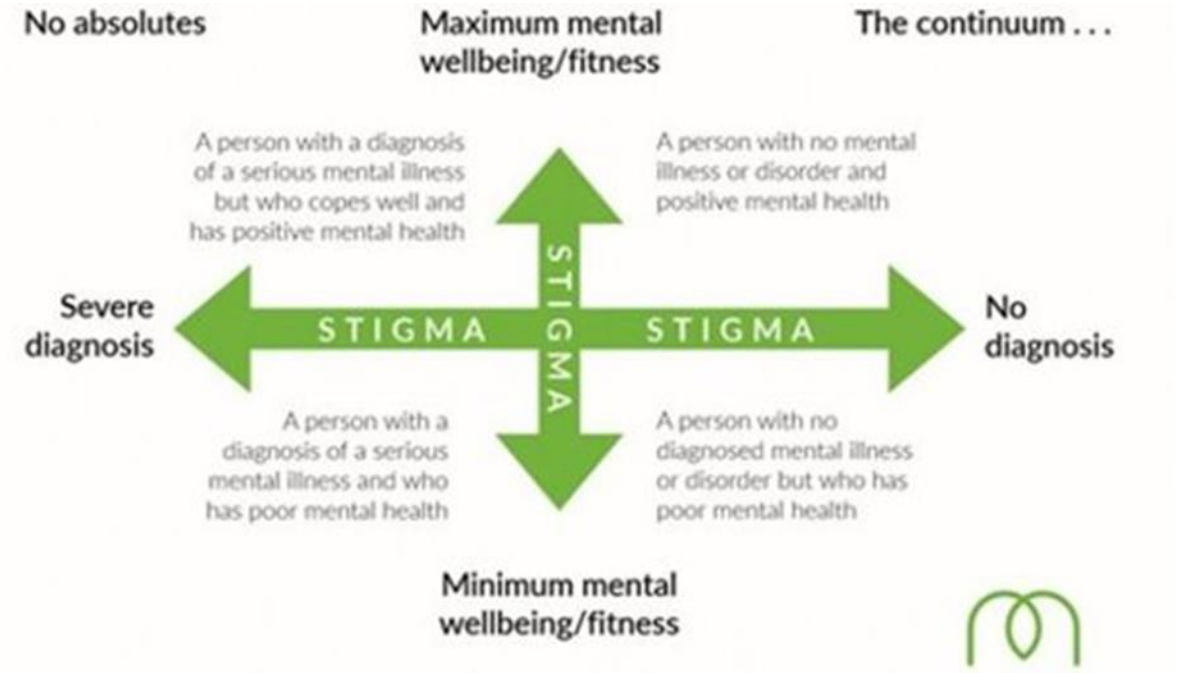 No absolutes
Maximum mental
wellbeing/fitness
The continuum . . .
A person with a diagnosis
of a serious mental illness
but who copes well and
has positive mental health
A person with no mental
illness or disorder and
positive mental health
Severe
diagnosis
STIGMA
STIGMA
STIGMA
No
diagnosis
A person with a
diagnosis of a serious
mental illness and who
has poor mental health
A person with no
diagnosed mental illness
or disorder but who has
poor mental health
Minimum mental
wellbeing/fitness